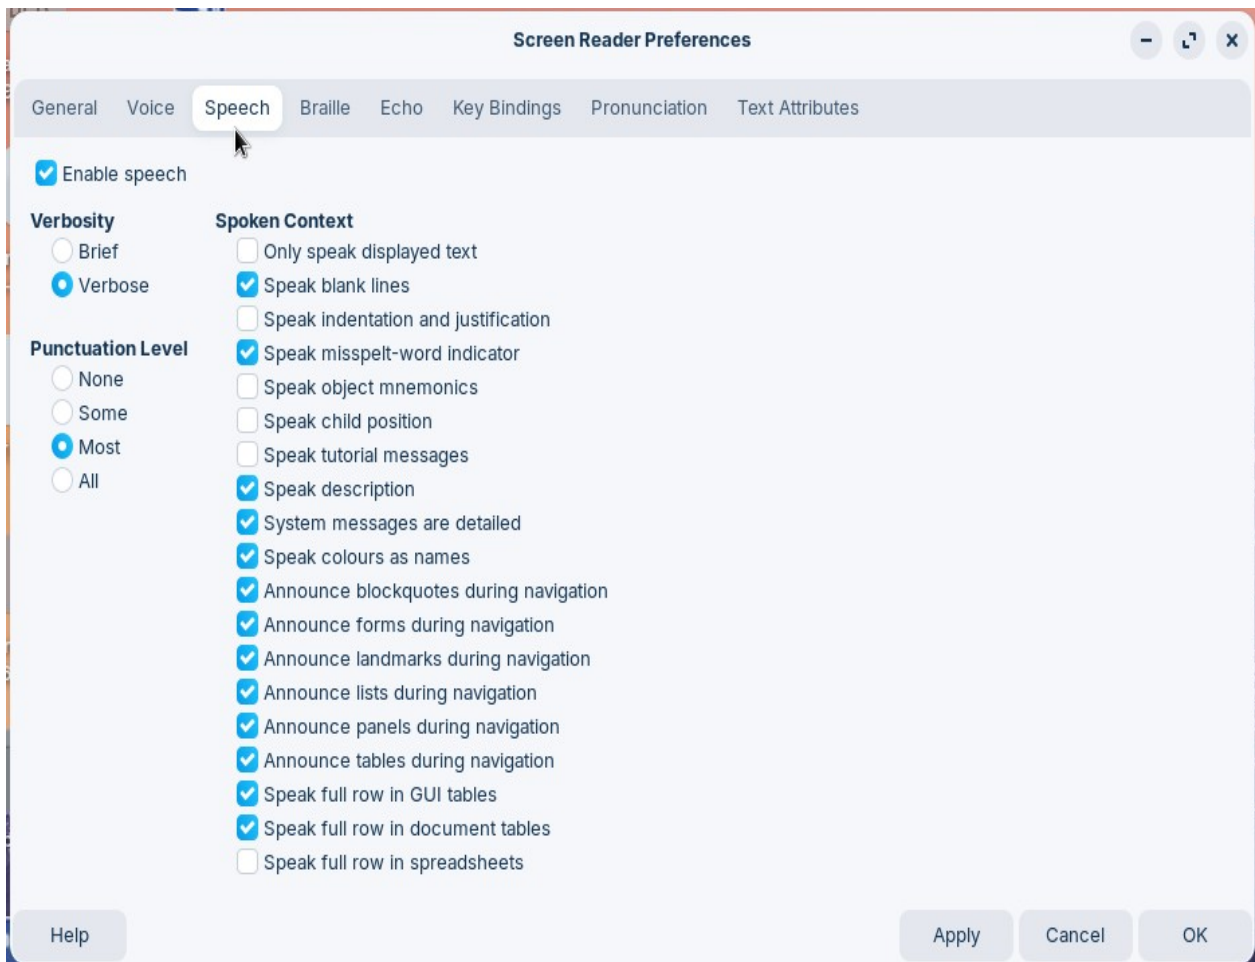 Screen Reader Preferences
General Voice Speech Braille Echo Key Bindings Pronunciation Text Attributes
Enable speech
Verbosity
Brief
Verbose
Punctuation Level
None
Some
Most
All
Spoken Context
Only speak displayed text
Speak blank lines
Speak indentation and justification
Speak misspelt-word indicator
Speak object mnemonics
Speak child position
Speak tutorial messages
Speak description
System messages are detailed
Speak colours as names
Announce blockquotes during navigation
Announce forms during navigation
Announce landmarks during navigation
Announce lists during navigation
Announce panels during navigation
Announce tables during navigation
Speak full row in GUI tables
Speak full row in document tables
Speak full row in spreadsheets
Help Apply Cancel OK